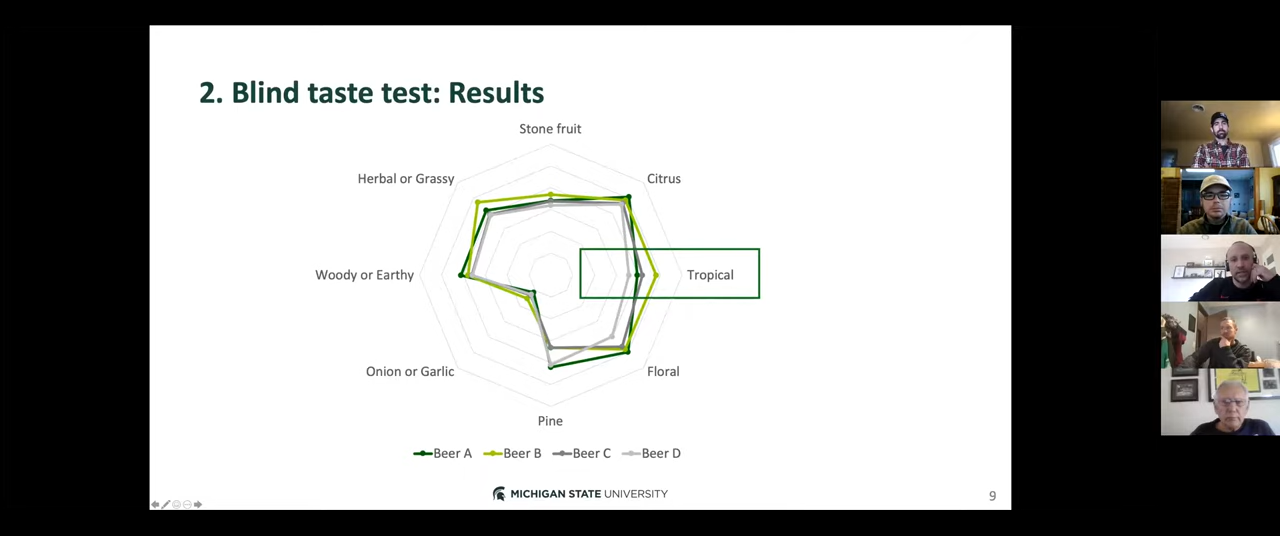 2. Blind taste test: Results
Stone fruit
Herbal or Grassy
Citrus
Woody or Earthy
Tropical
Onion or Garlic
Floral
Pine
Beer A Beer B Beer C Beer D
MICHIGAN STATE UNIVERSITY
9